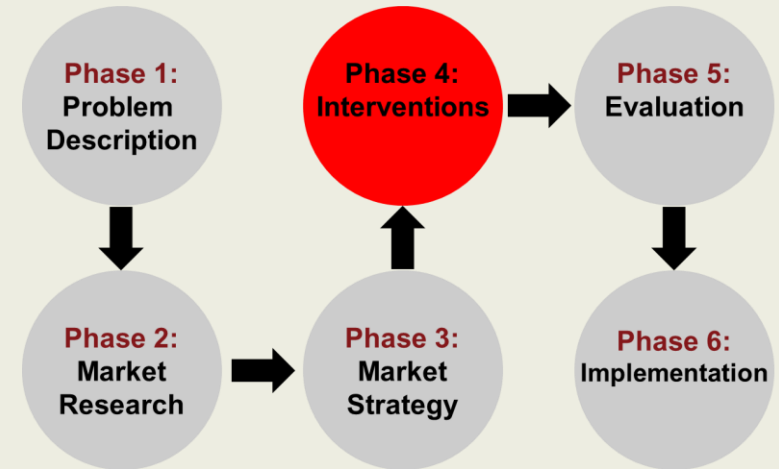 Phase 1:
Problem
Description
Phase 2:
Market
Research
Phase 3:
Market
Strategy
Phase 4:
Interventions
Phase 5:
Evaluation
Phase 6:
Implementation